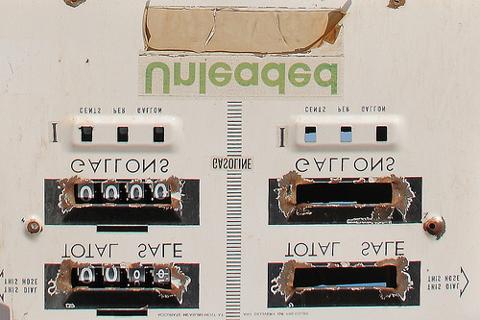 THIS DIAL
THIS HOSE
THIS DIAL
THIS HOSE
TOTAL SALE
TOTAL SALE
0000
GALLONS
GASOLINE
GALLONS
CENTS PER GALLON
CENTS PER GALLON
Unleaded